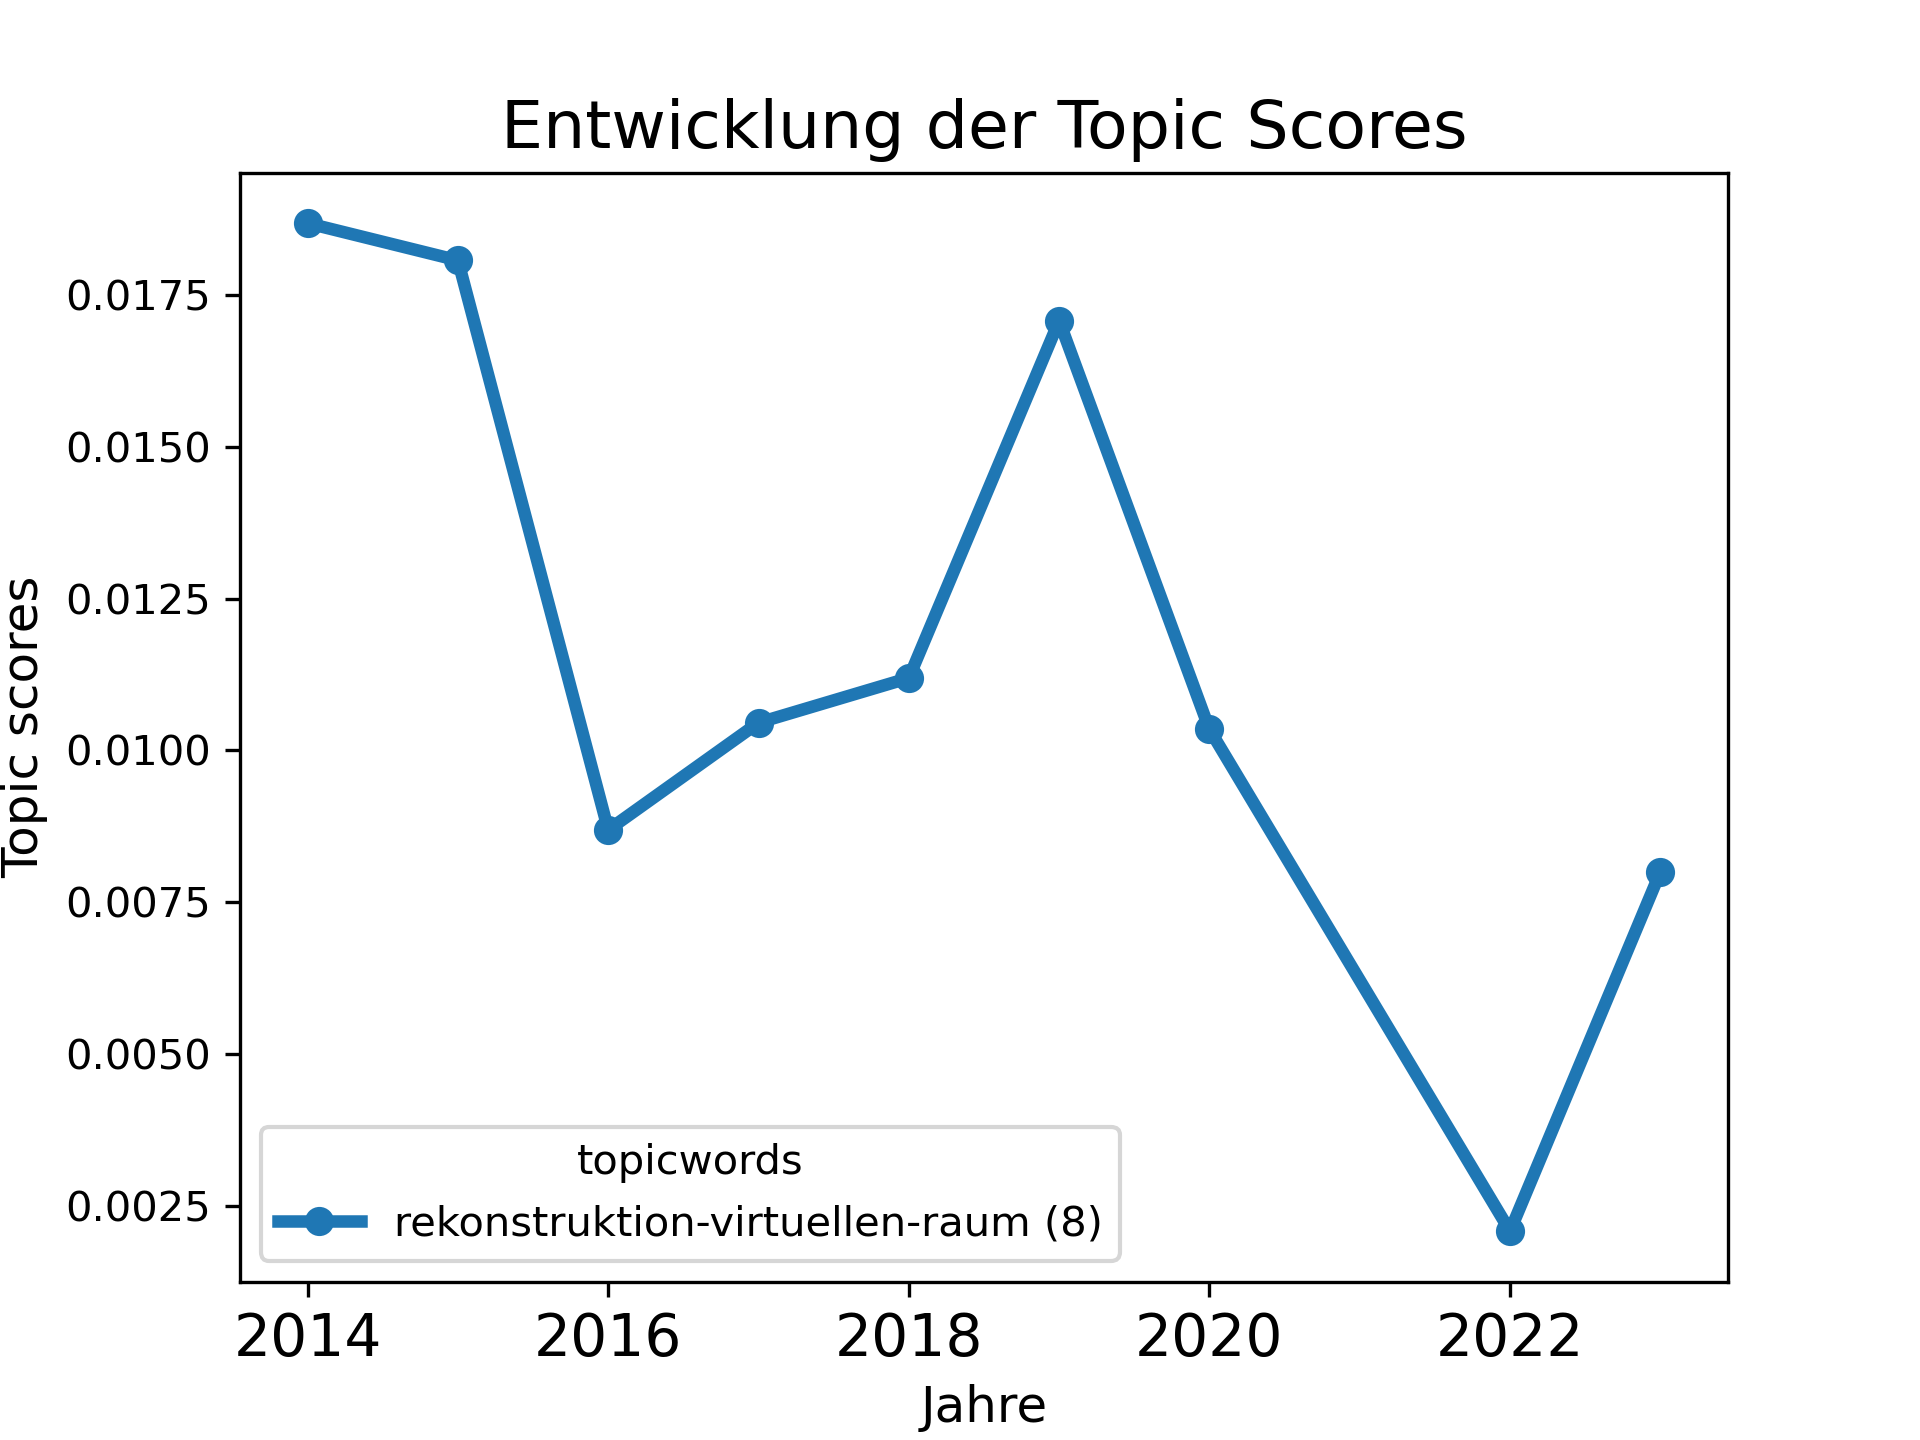 Entwicklung der Topic Scores
Topic scores
0.0175
0.0150
0.0125
0.0100
0.0075
0.0050
0.0025
topicwords
rekonstruktion-virtuellen-raum (8)
2014 2016 2018 2020 2022
Jahre